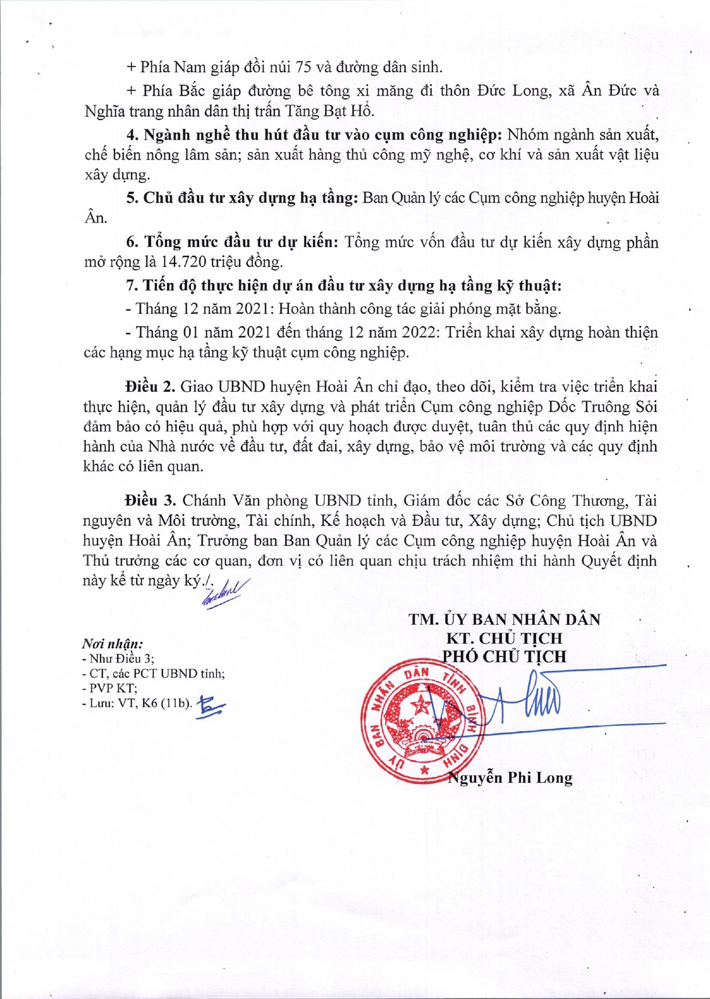 + Phía Nam giáp đồi núi 75 và đường dân sinh.
+ Phía Bắc giáp đường bê tông xi măng đi thôn Đức Long, xã Ân Đức và
Nghĩa trang nhân dân thị trấn Tăng Bạt Hổ.
4. Ngành nghề thu hút đầu tư vào cụm công nghiệp: Nhóm ngành sản xuất,
chế biến nông lâm sản; sản xuất hàng thủ công mỹ nghệ, cơ khí và sản xuất vật liệu
xây dựng.
5. Chủ đầu tư xây dựng hạ tầng: Ban Quản lý các Cụm công nghiệp huyện Hoài
Ân.
6. Tổng mức đầu tư dự kiến: Tổng mức vốn đầu tư dự kiến xây dựng phần
mở rộng là 14.720 triệu đồng.
7. Tiến độ thực hiện dự án đầu tư xây dựng hạ tầng kỹ thuật:
- Tháng 12 năm 2021: Hoàn thành công tác giải phóng mặt bằng.
- Tháng 01 năm 2021 đến tháng 12 năm 2022: Triển khai xây dựng hoàn thiện
các hạng mục hạ tầng kỹ thuật cụm công nghiệp.
Điều 2. Giao UBND huyện Hoài Ân chỉ đạo, theo dõi, kiểm tra việc triển khai
thực hiện, quản lý đầu tư xây dựng và phát triển Cụm công nghiệp Dốc Truông Sỏi
đảm bảo có hiệu quả, phù hợp với quy hoạch được duyệt, tuân thủ các quy định hiện
hành của Nhà nước về đầu tư, đất đai, xây dựng, bảo vệ môi trường và các quy định
khác có liên quan.
Điều 3. Chánh Văn phòng UBND tỉnh, Giám đốc các Sở Công Thương, Tài
nguyên và Môi trường, Tài chính, Kế hoạch và Đầu tư, Xây dựng; Chủ tịch UBND
huyện Hoài Ân; Trưởng ban Ban Quản lý các Cụm công nghiệp huyện Hoài Ân và
Thủ trưởng các cơ quan, đơn vị có liên quan chịu trách nhiệm thi hành Quyết định
này kể từ ngày ký./.
TM. ỦY BAN NHÂN DÂN
KT. CHỦ TỊCH
PHÓ CHỦ TỊCH
Nơi nhận:
- Như Điều 3;
- CT, các PCT UBND tỉnh;
- PVP KT;
- Lưu: VT, K6 (11b).
ỦY BAN NHÂN DÂN TỈNH BÌNH ĐỊNH
VIỆT NAM
Nguyễn Phi Long